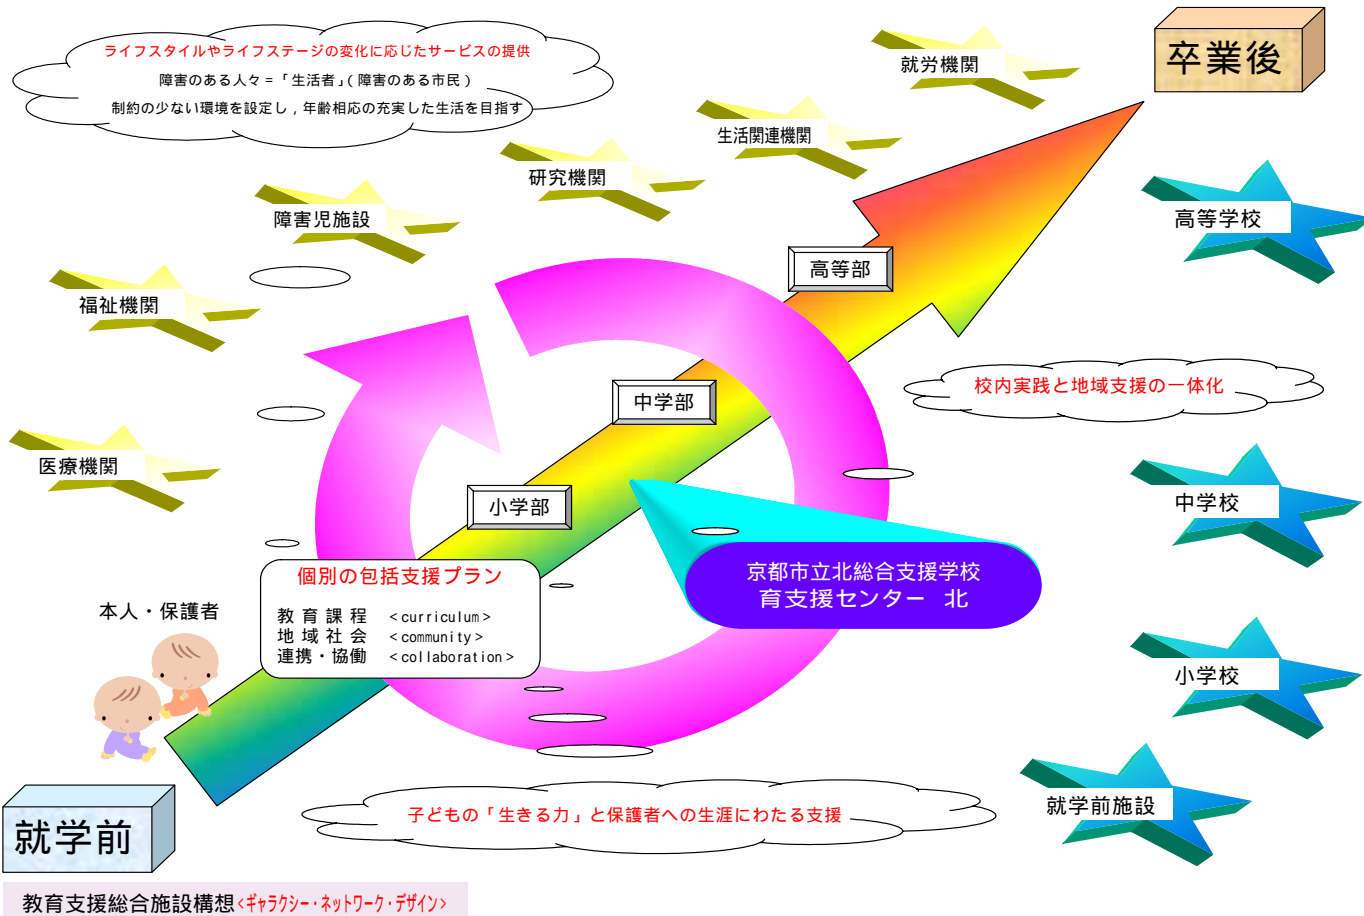 ライフスタイルやライフステージの変化に応じたサービスの提供
障害のある人々＝「生活者」（障害のある市民）
制約の少ない環境を設定し，年齢相応の充実した生活を目指す
就労機関
卒業後
生活関連機関
研究機関
障害児施設
高等学校
福祉機関
高等部
校内実践と地域支援の一体化
中学部
医療機関
中学校
小学部
個別の包括支援プラン
教育課程 <curriculum>
地域社会 <community>
連携・協働 <collaboration>
京都市立北総合支援学校
育支援センター　北
本人・保護者
小学校
就学前施設
子どもの「生きる力」と保護者への生涯にわたる支援
就学前
教育支援総合施設構想<ギャラクシー・ネットワーク・デザイン>